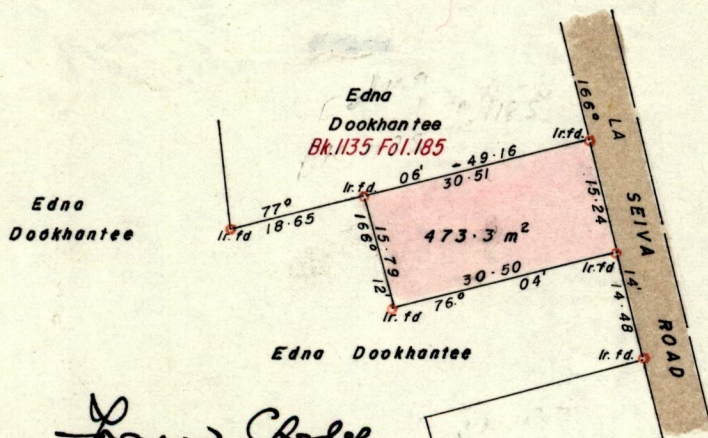 Edna
Dookhantee
Bk.1135 Fol.185
Edna
Dookhantee
77° 06' - 49.16
18.65
30.51
Ir.fd.
Ir.fd.
Ir.fd
166° 12'
15.79
473.3 m²
15.24
30.50
76° 04'
Ir.fd
Ir.fd
166° 14'
14.48
Ir.fd.
LA SEIVA ROAD
Edna Dookhantee